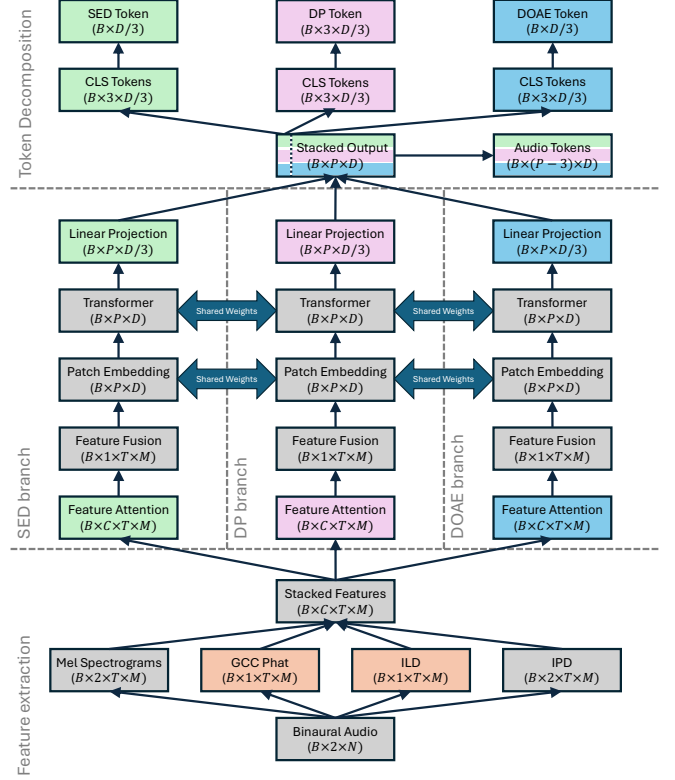 Token Decomposition
SED Token
(B×D/3)
DP Token
(B×3×D/3)
DOAE Token
(B×D/3)
CLS Tokens
(B×3×D/3)
CLS Tokens
(B×3×D/3)
CLS Tokens
(B×3×D/3)
Stacked Output
(B×P×D)
Audio Tokens
(B×(P − 3)×D)
SED branch
DP branch
DOAE branch
Linear Projection
(B×P×D/3)
Linear Projection
(B×P×D/3)
Linear Projection
(B×P×D/3)
Transformer
(B×P×D)
Shared Weights
Transformer
(B×P×D)
Shared Weights
Transformer
(B×P×D)
Patch Embedding
(B×P×D)
Shared Weights
Patch Embedding
(B×P×D)
Shared Weights
Patch Embedding
(B×P×D)
Feature Fusion
(B×1×T×M)
Feature Fusion
(B×1×T×M)
Feature Fusion
(B×1×T×M)
Feature Attention
(B×C×T×M)
Feature Attention
(B×C×T×M)
Feature Attention
(B×C×T×M)
Feature extraction
Stacked Features
(B×C×T×M)
Mel Spectrograms
(B×2×T×M)
GCC Phat
(B×1×T×M)
ILD
(B×1×T×M)
IPD
(B×2×T×M)
Binaural Audio
(B×2×N)